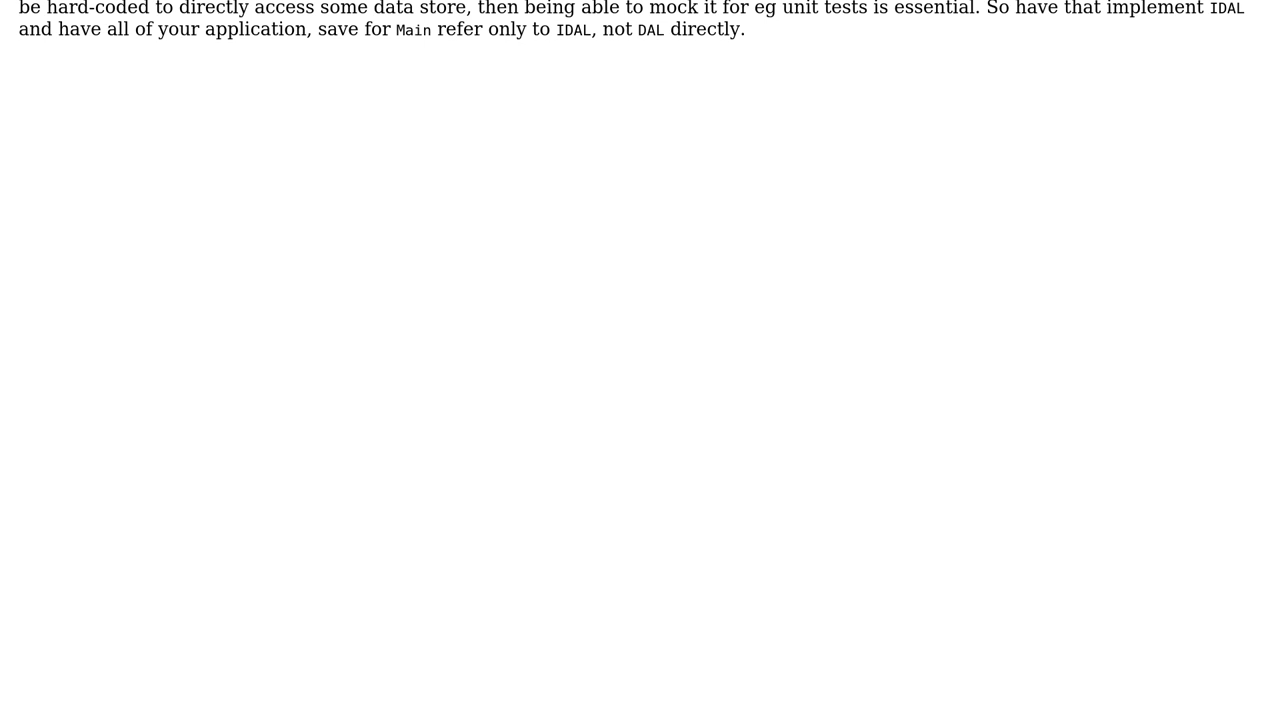 be hard-coded to directly access some data store, then being able to mock it for eg unit tests is essential. So have that implement IDAL
and have all of your application, save for Main refer only to IDAL, not DAL directly.